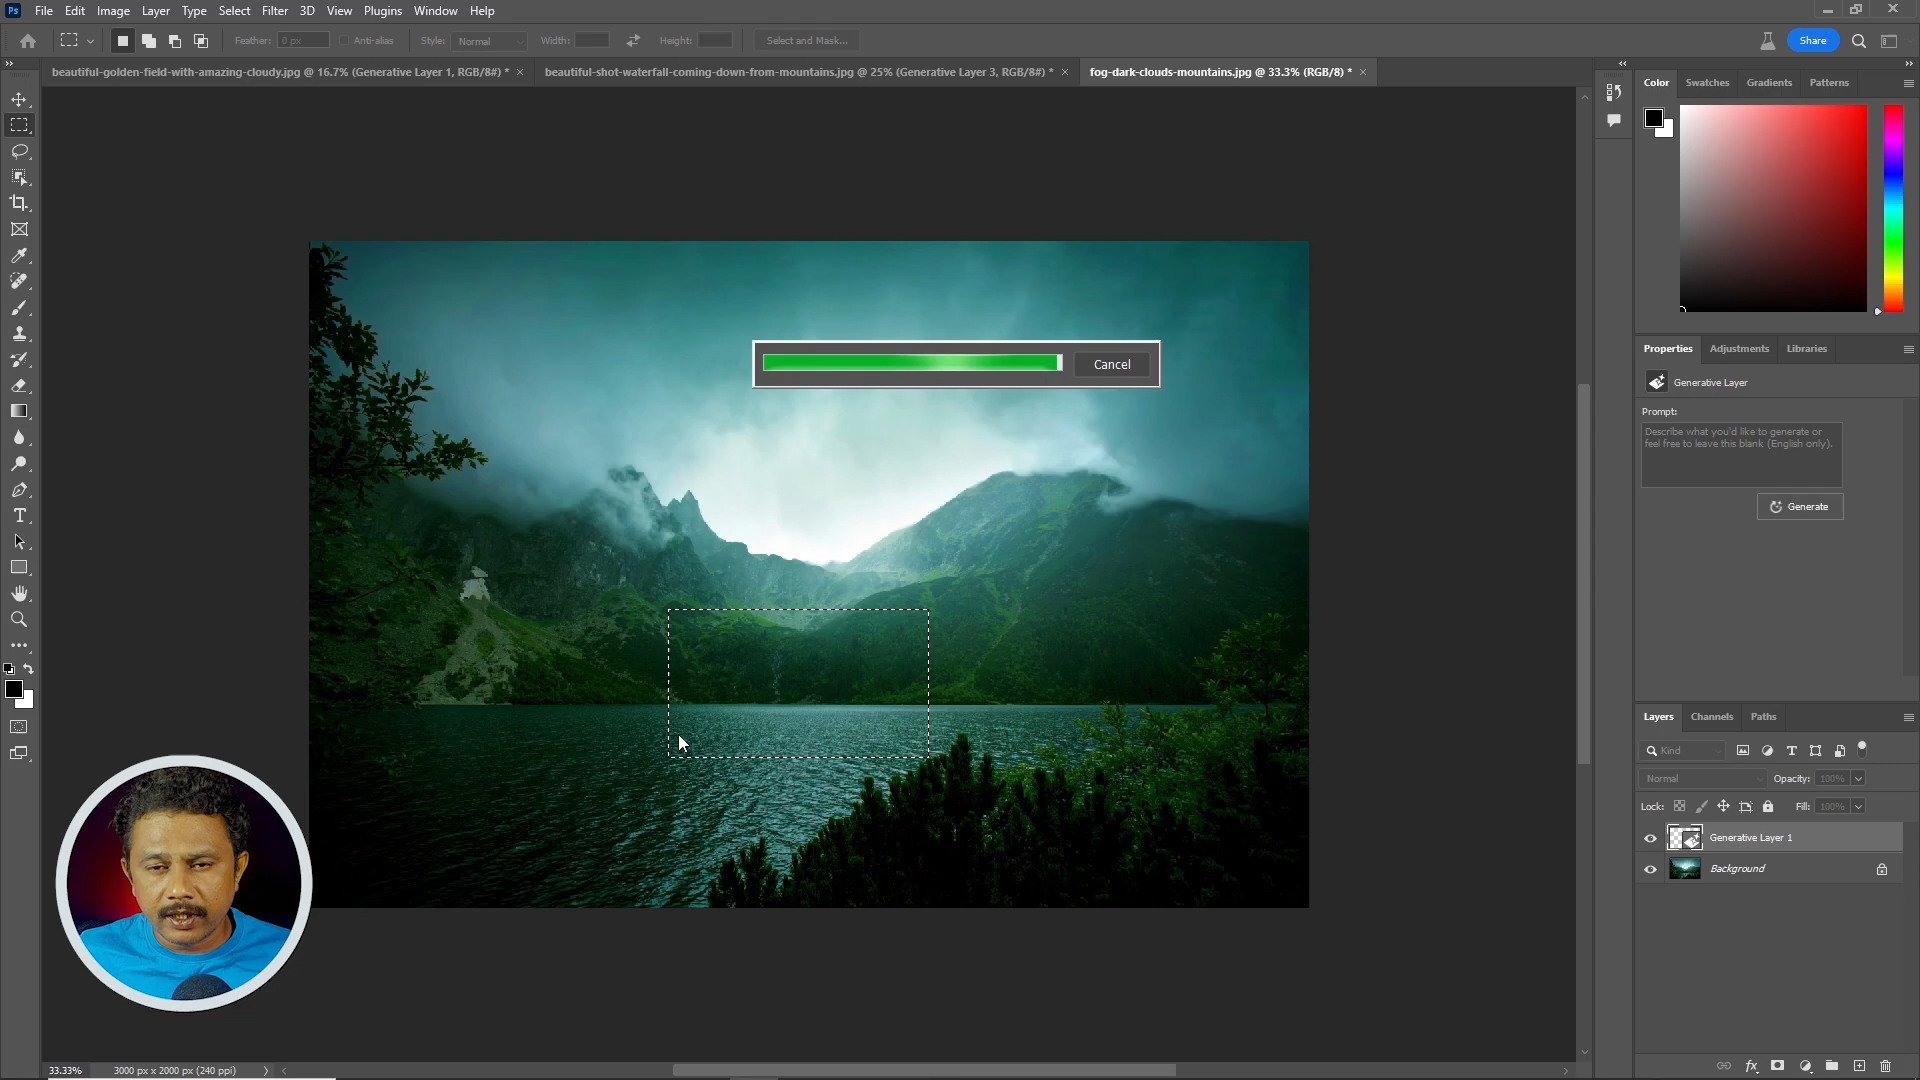 Ps File Edit Image Layer Type Select Filter 3D View Plugins Window Help
Feather: 0 px Anti-alias Style: Normal Width: Height: Select and Mask... Share
beautiful-golden-field-with-amazing-cloudy.jpg @ 16.7% (Generative Layer 1, RGB/8#) * × beautiful-shot-waterfall-coming-down-from-mountains.jpg @ 25% (Generative Layer 3, RGB/8#) * × fog-dark-clouds-mountains.jpg @ 33.3% (RGB/8) * ×
Color Swatches Gradients Patterns
Cancel
Properties Adjustments Libraries
Generative Layer
Prompt:
Describe what you'd like to generate or
feel free to leave this blank (English only).
Generate
Layers Channels Paths
Kind
Normal Opacity: 100%
Lock: Fill: 100%
Generative Layer 1
Background
33.33% 3000 px x 2000 px (240 ppi)